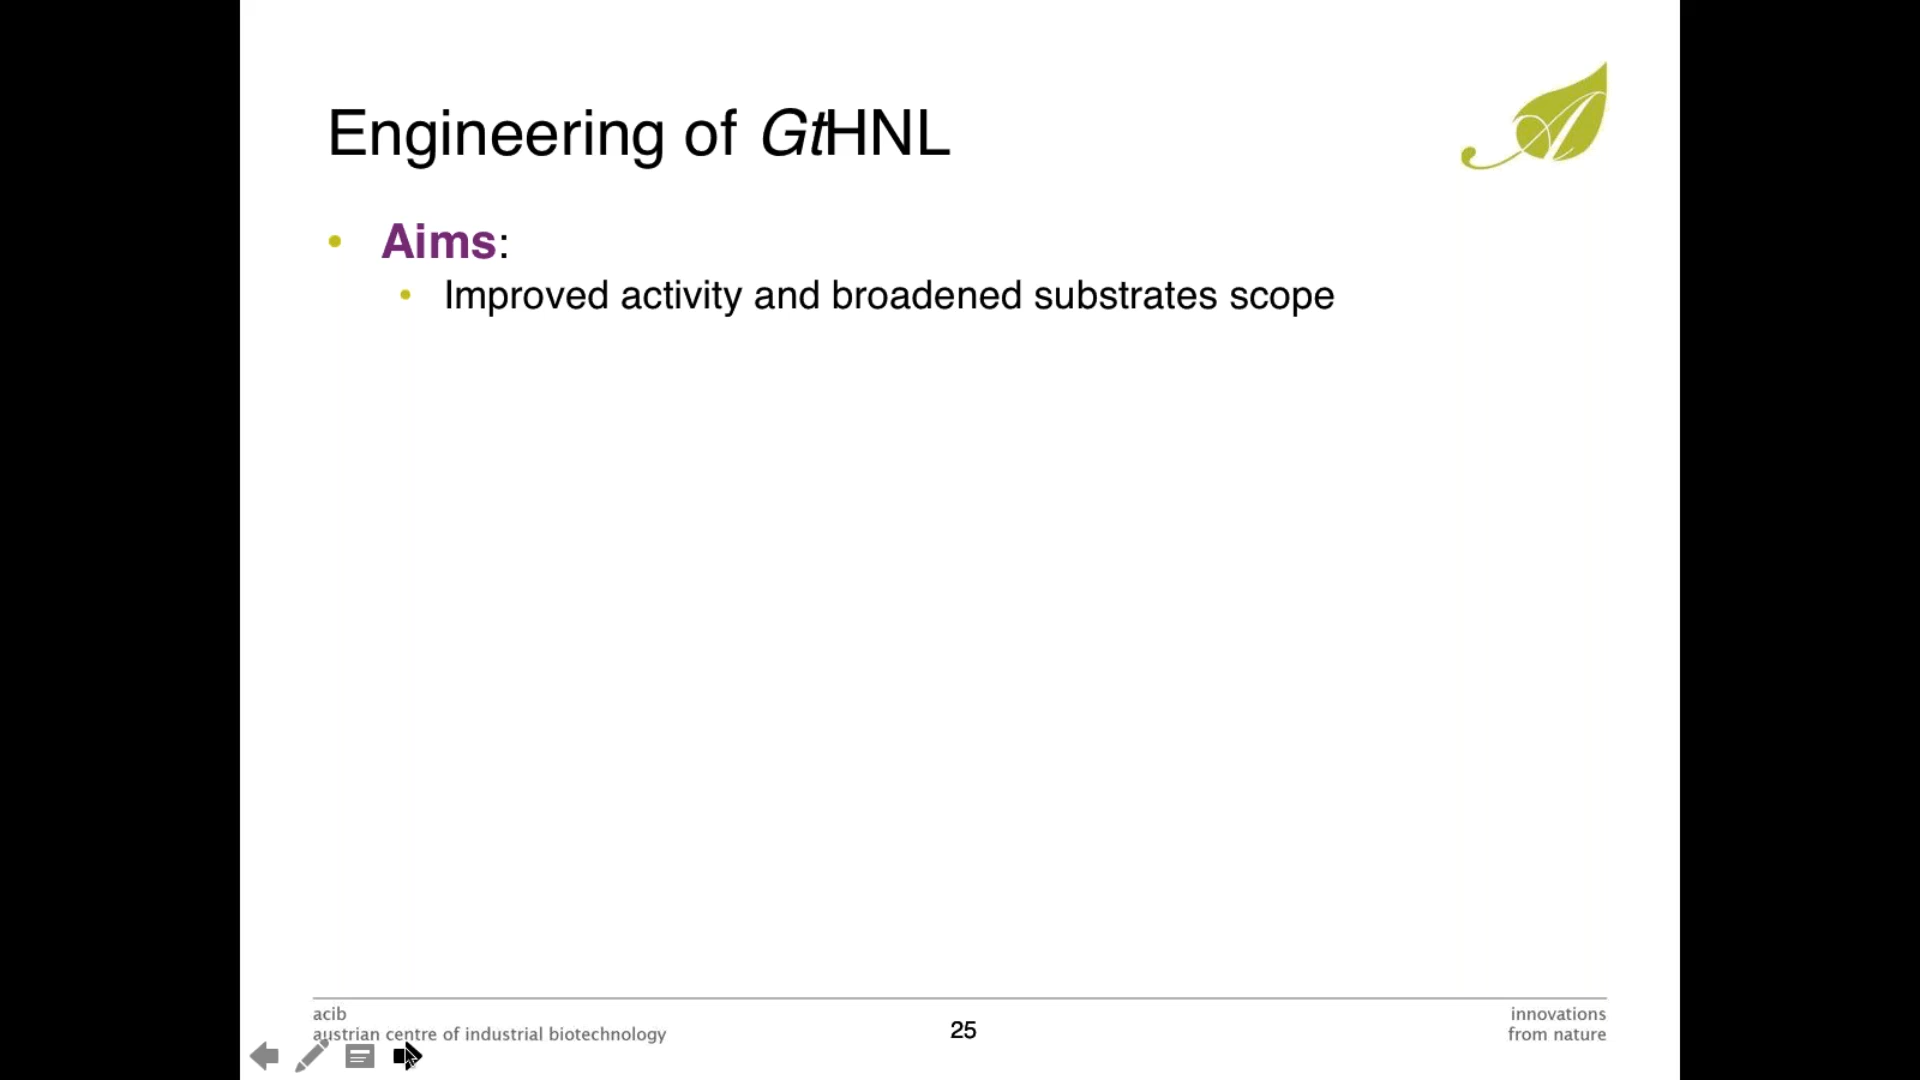 Engineering of GtHNL
• Aims:
• Improved activity and broadened substrates scope
acib
austrian centre of industrial biotechnology
25
innovations
from nature